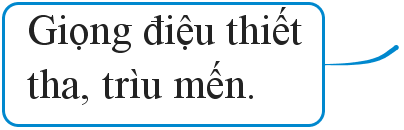 Giọng điệu thiết
tha, trìu mến.